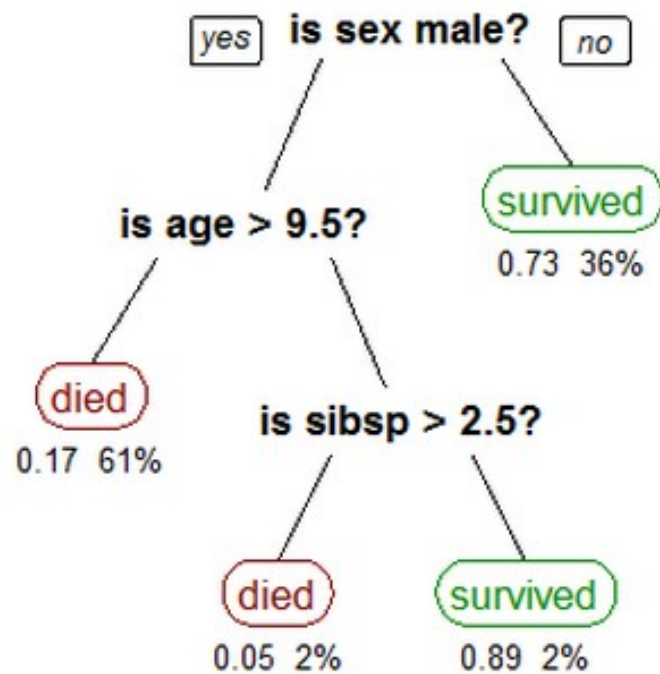 yes is sex male? no
is age > 9.5?
survived
0.73 36%
died
0.17 61%
is sibsp > 2.5?
died
0.05 2%
survived
0.89 2%